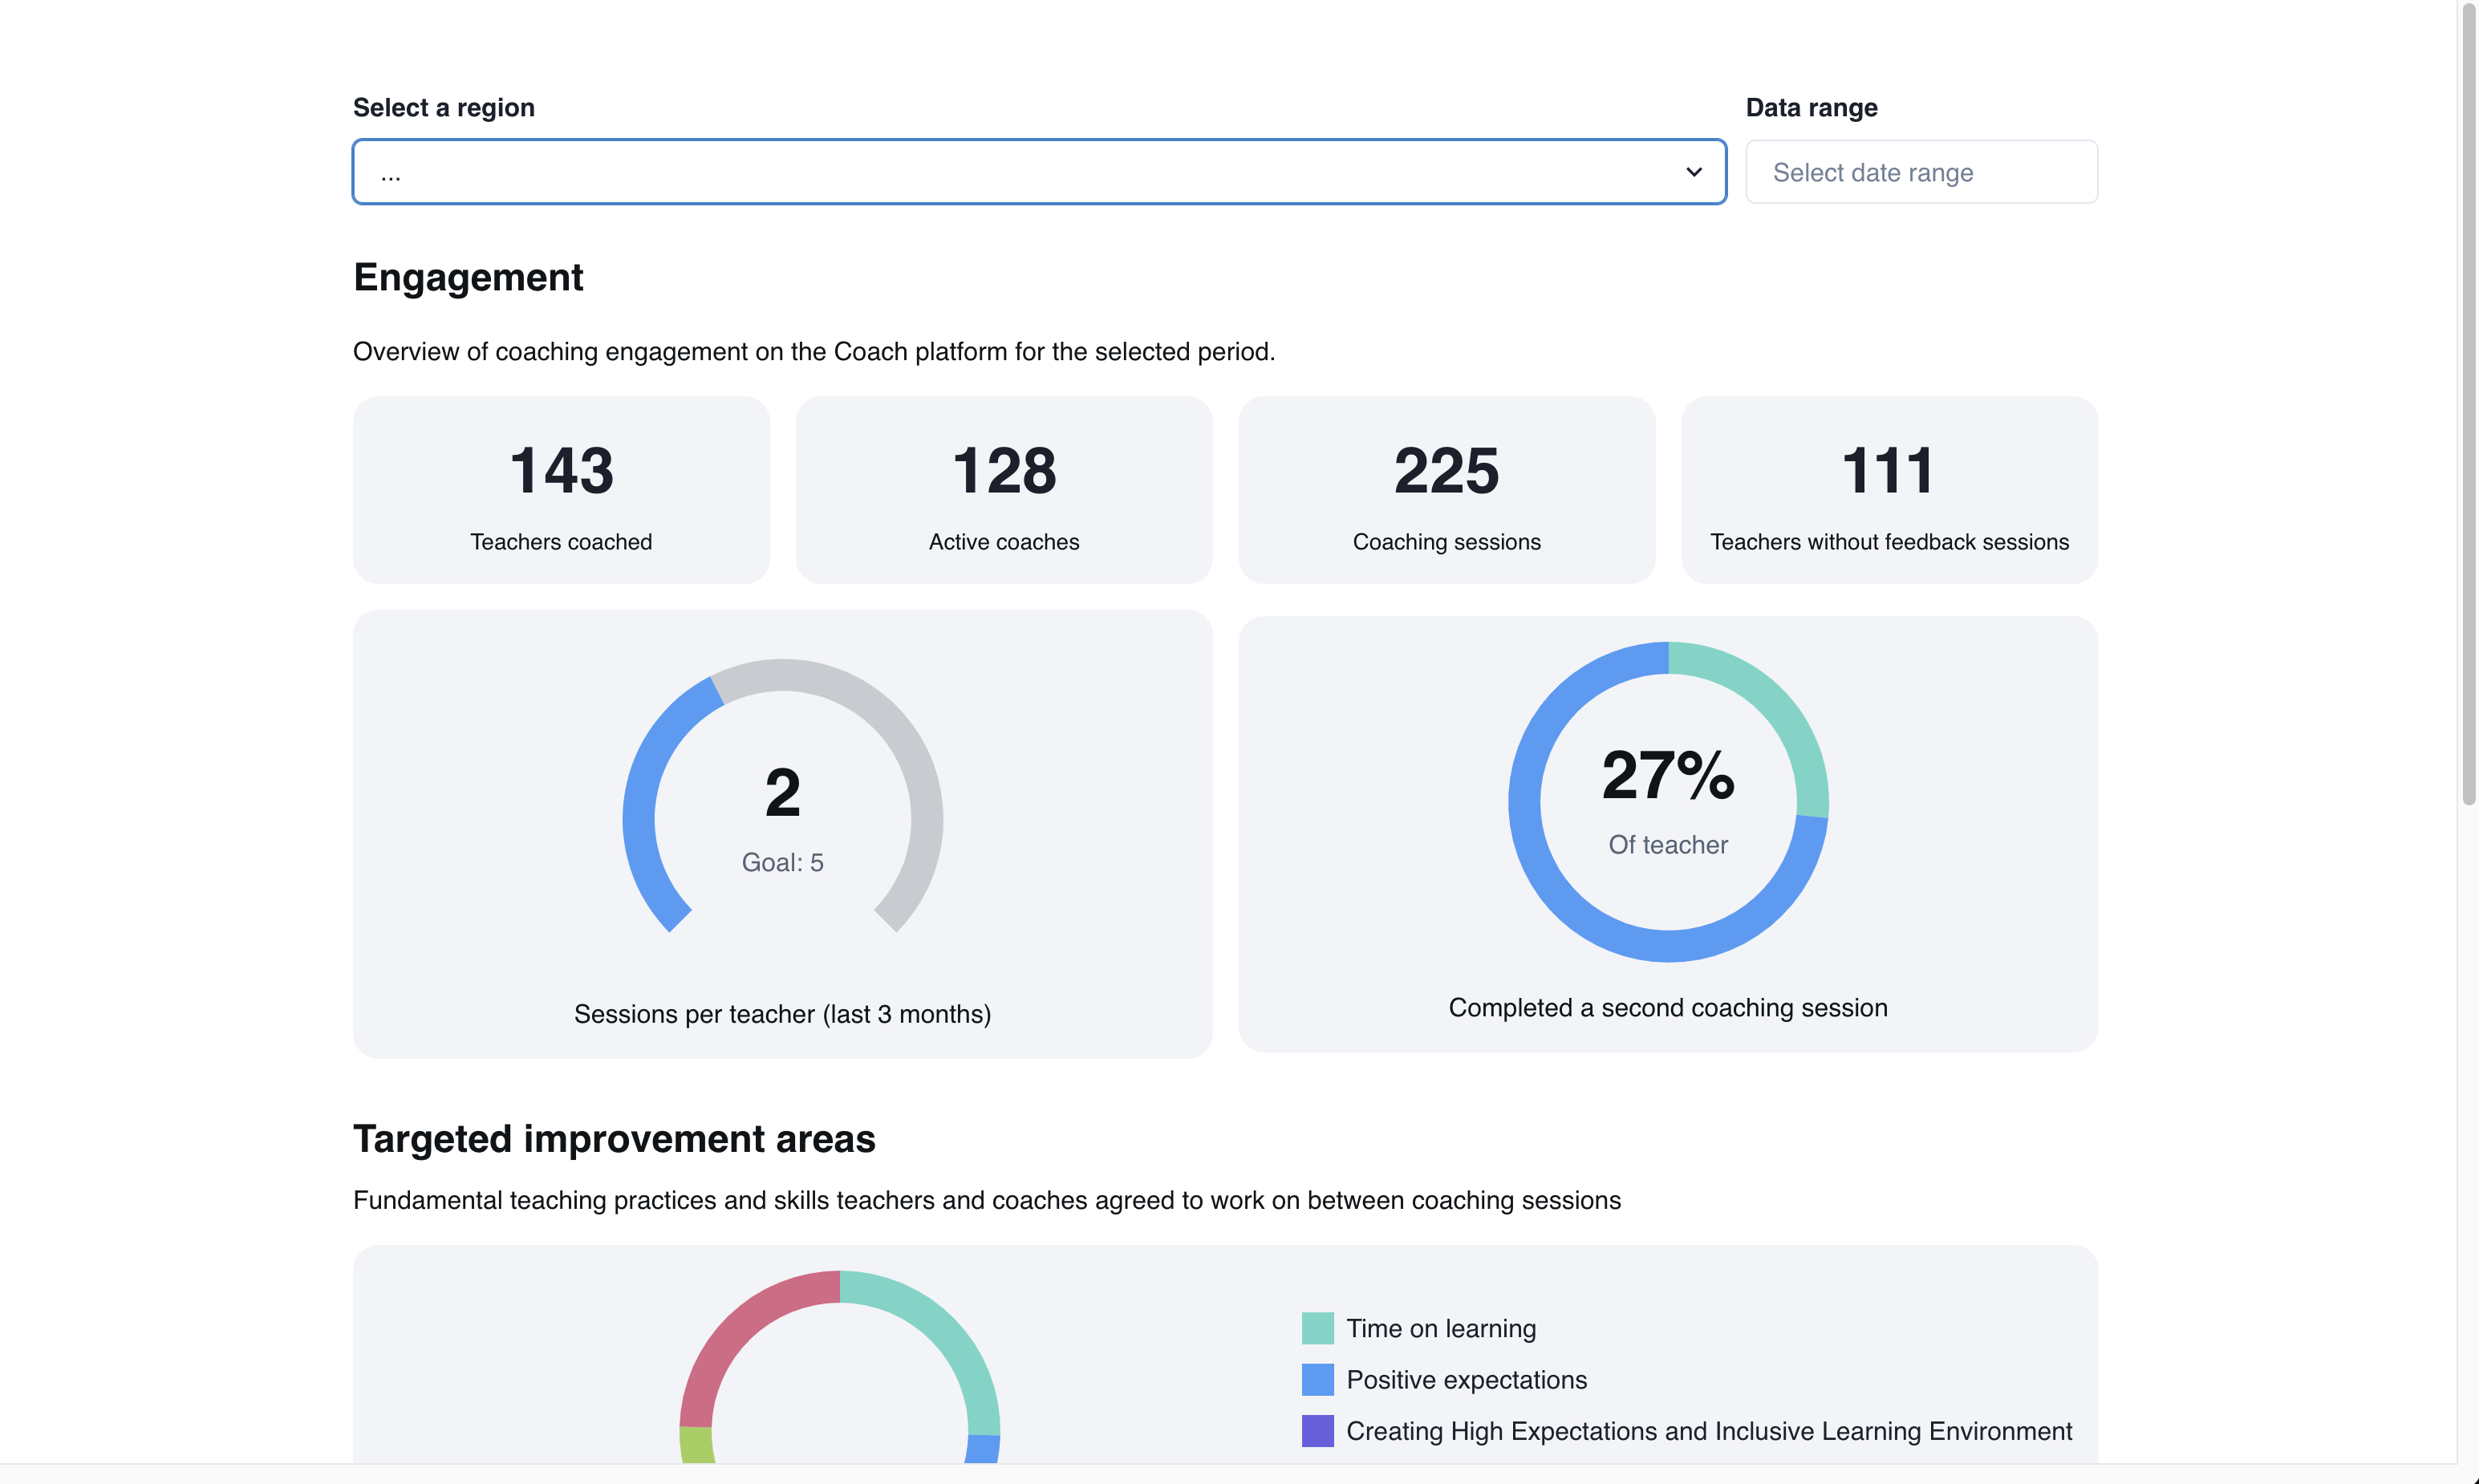 Select a region
Data range
...
Select date range
Engagement
Overview of coaching engagement on the Coach platform for the selected period.
143
Teachers coached
128
Active coaches
225
Coaching sessions
111
Teachers without feedback sessions
2
Goal: 5
Sessions per teacher (last 3 months)
27%
Of teacher
Completed a second coaching session
Targeted improvement areas
Fundamental teaching practices and skills teachers and coaches agreed to work on between coaching sessions
Time on learning
Positive expectations
Creating High Expectations and Inclusive Learning Environment